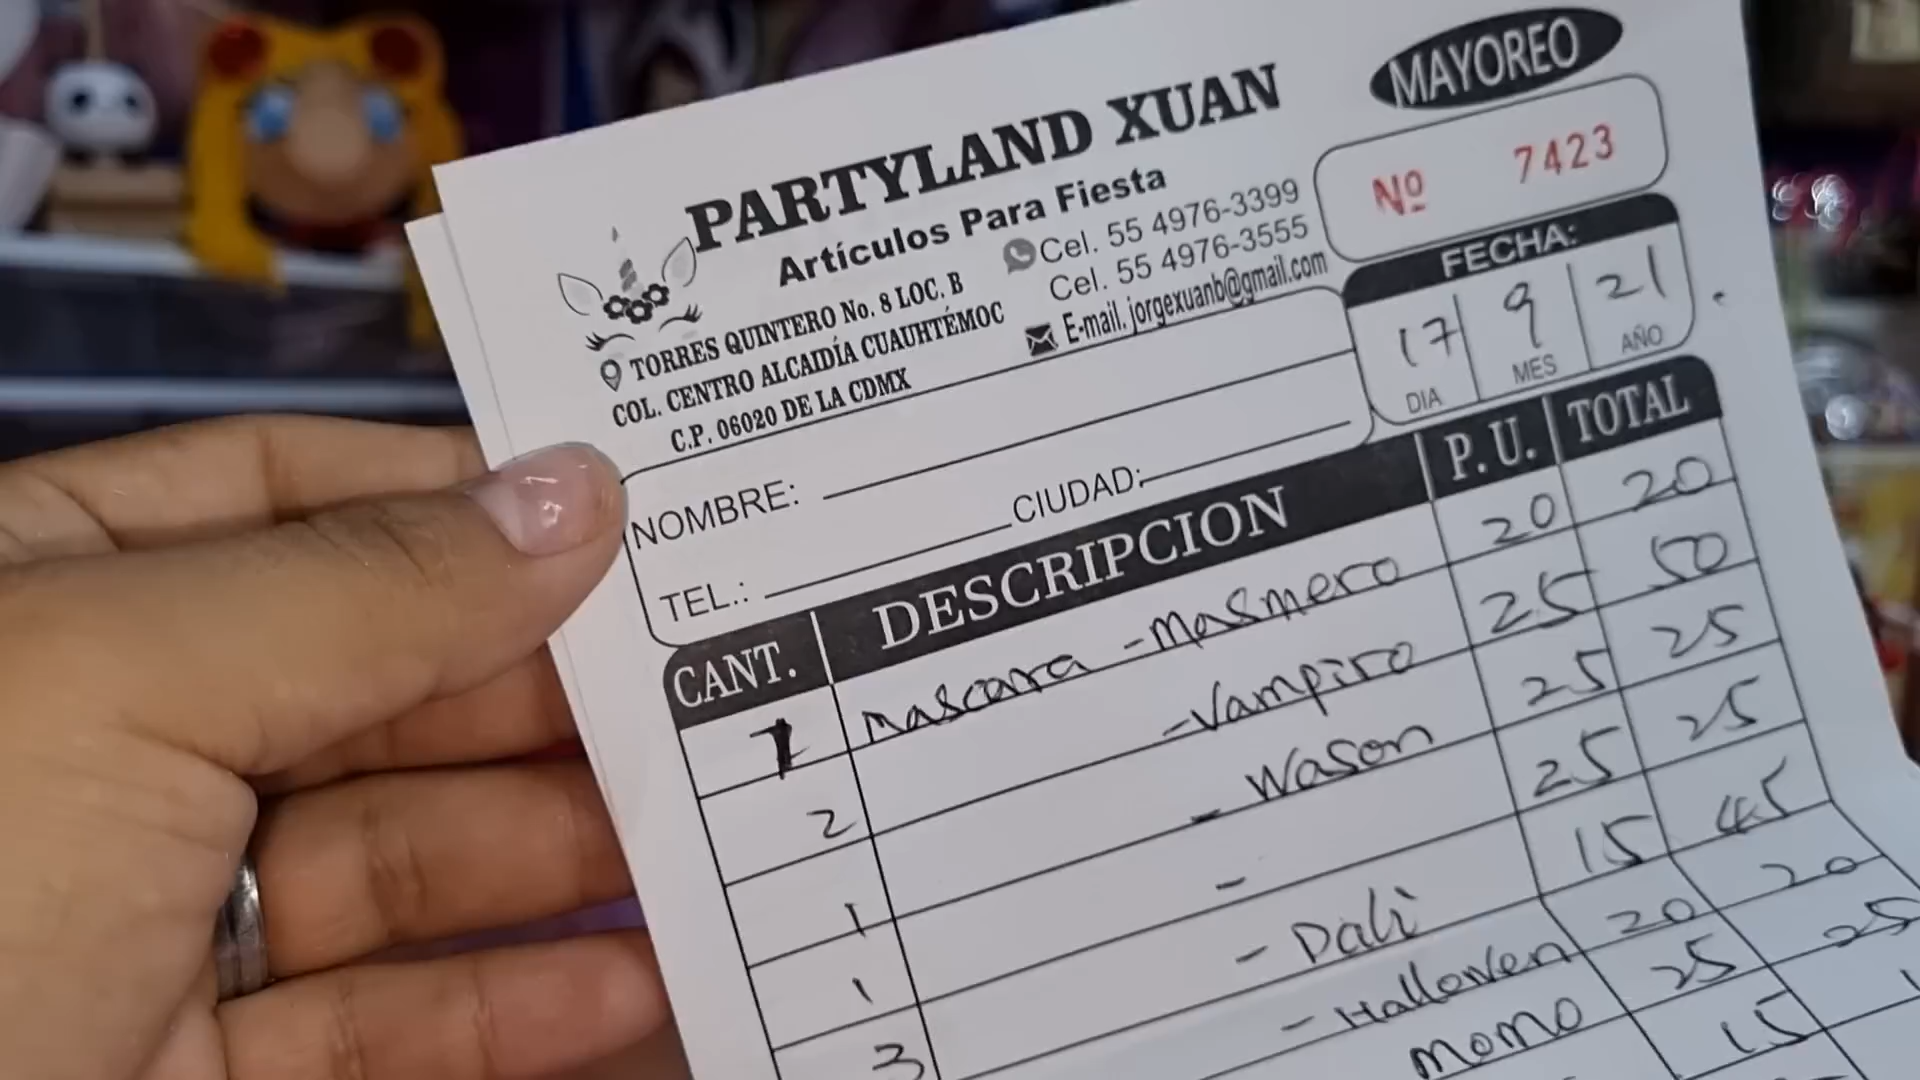 MAYOREO
PARTYLAND XUAN
Artículos Para Fiesta
Nº 7423
TORRES QUINTERO No. 8 LOC. B
COL. CENTRO ALCAIDÍA CUAUHTÉMOC
C.P. 06020 DE LA CDMX
Cel. 55 4976-3399
Cel. 55 4976-3555
E-mail. jorgexuanb@gmail.com
FECHA:
17 9 21
DIA MES AÑO
NOMBRE:
TEL.: CIUDAD:
CANT. DESCRIPCION P. U. TOTAL
1 mascara - masmero 20 20
2 - Vampiro 25 50
1 - Wason 25 25
1 - 25 25
3 - Dali 15 45
- Hallowen 20 20
momo 25 25
15